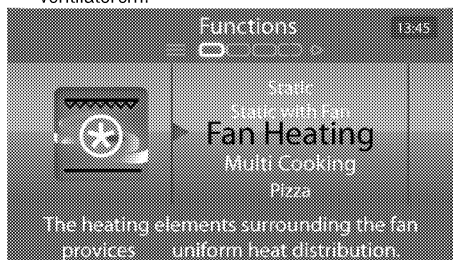 Functions
13:45
Static
Static with Fan
Fan Heating
Multi Cooking
Pizza
The heating elements surrounding the fan
provices uniform heat distribution.